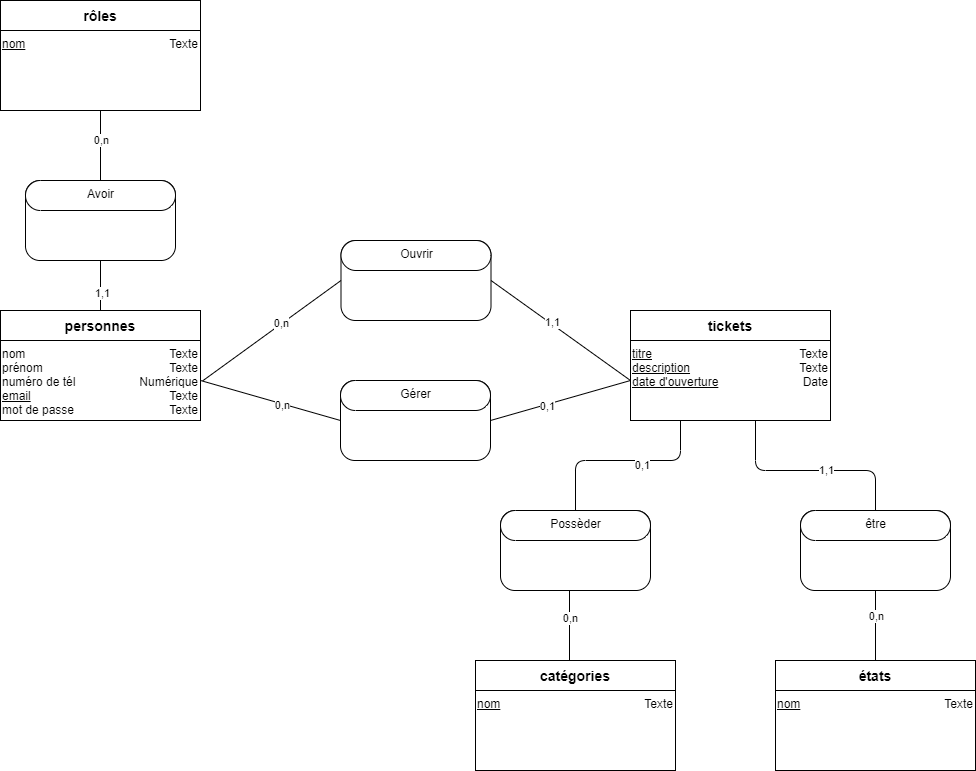 rôles
nom Texte
0,n
Avoir
1,1
personnes
nom Texte
prénom Texte
numéro de tél Numérique
email Texte
mot de passe Texte
0,n
Ouvrir
1,1
0,n
Gérer
0,1
tickets
titre Texte
description Texte
date d'ouverture Date
0,1
1,1
Possèder
être
0,n
0,n
catégories
nom Texte
états
nom Texte